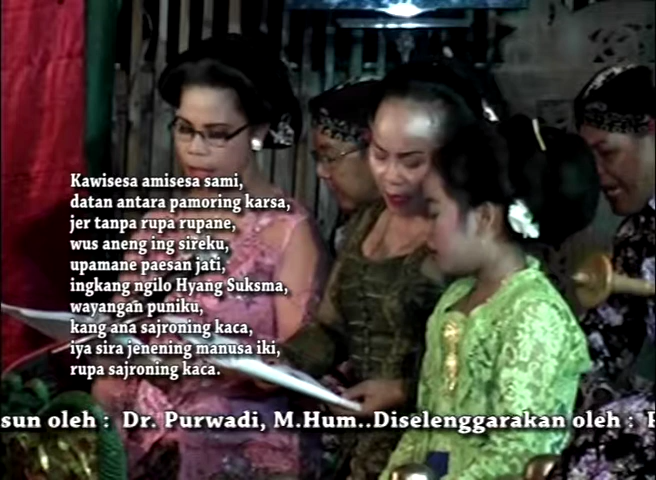 Kawisesa amisesa sami,
datan antara pamoring karsa,
jer tanpa rupa rupane,
wus aneng ing sireku,
upamane paesan jati,
ingkang ngilo Hyang Suksma,
wayangan puniku,
kang ana sajroning kaca,
iya sira jenening manusa iki,
rupa sajroning kaca.
sun oleh : Dr. Purwadi, M.Hum..Diselenggarakan oleh :